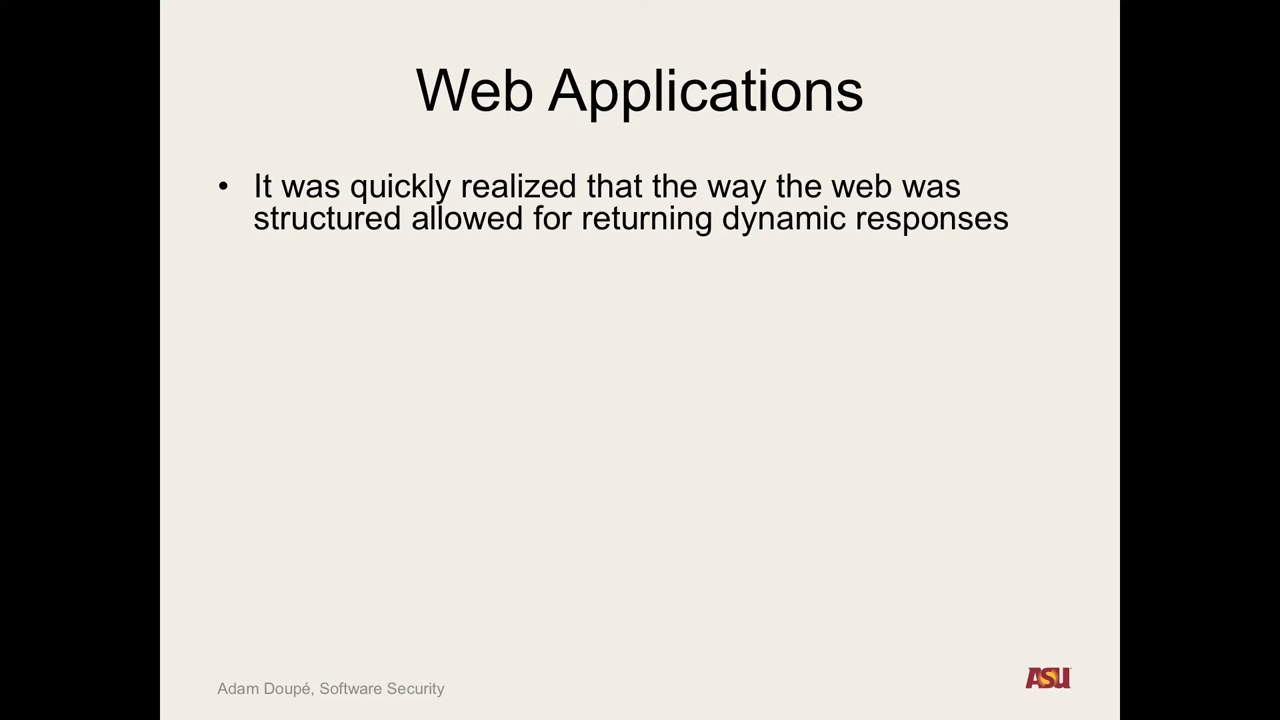 Web Applications
• It was quickly realized that the way the web was
structured allowed for returning dynamic responses
Adam Doupé, Software Security
ASU